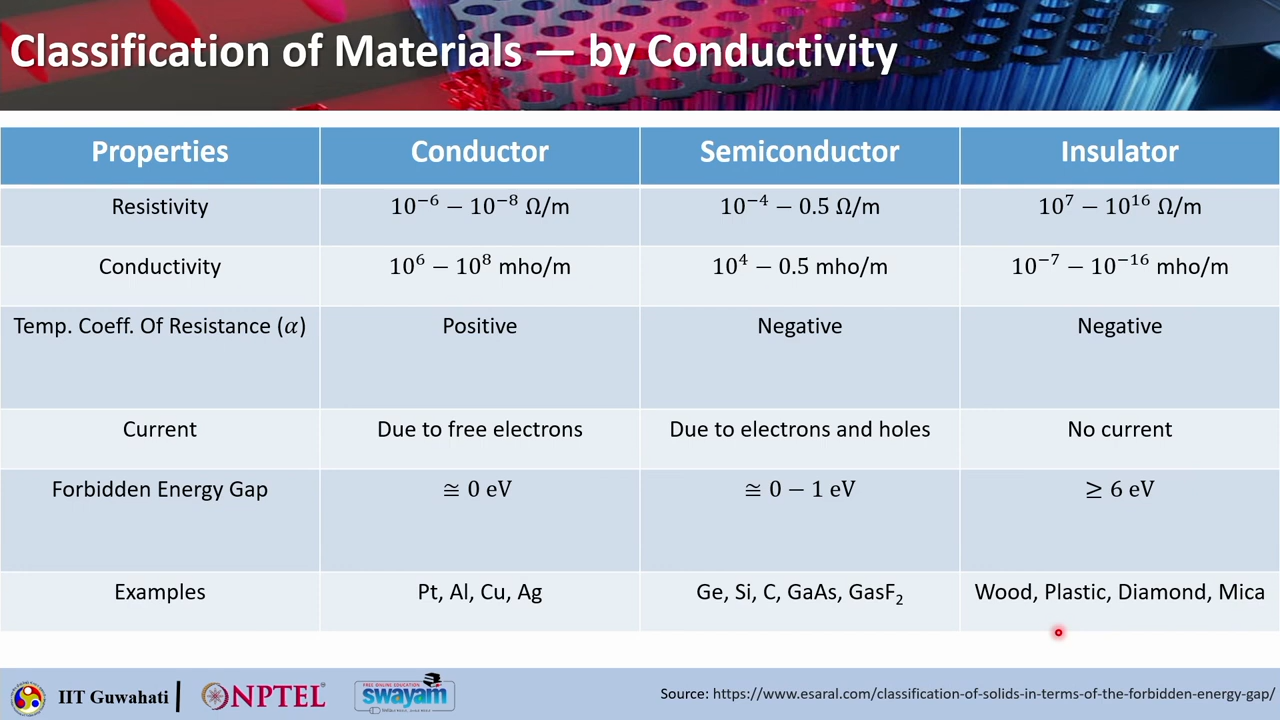 Classification of Materials — by Conductivity
Properties Conductor Semiconductor Insulator
Resistivity 10⁻⁶ − 10⁻⁸ Ω/m 10⁻⁴ − 0.5 Ω/m 10⁷ − 10¹⁶ Ω/m
Conductivity 10⁶ − 10⁸ mho/m 10⁴ − 0.5 mho/m 10⁻⁷ − 10⁻¹⁶ mho/m
Temp. Coeff. Of Resistance (α) Positive Negative Negative
Current Due to free electrons Due to electrons and holes No current
Forbidden Energy Gap ≅ 0 eV ≅ 0 − 1 eV ≥ 6 eV
Examples Pt, Al, Cu, Ag Ge, Si, C, GaAs, GasF₂ Wood, Plastic, Diamond, Mica
IIT Guwahati NPTEL FREE ONLINE EDUCATION swayam Source: https://www.esaral.com/classification-of-solids-in-terms-of-the-forbidden-energy-gap/